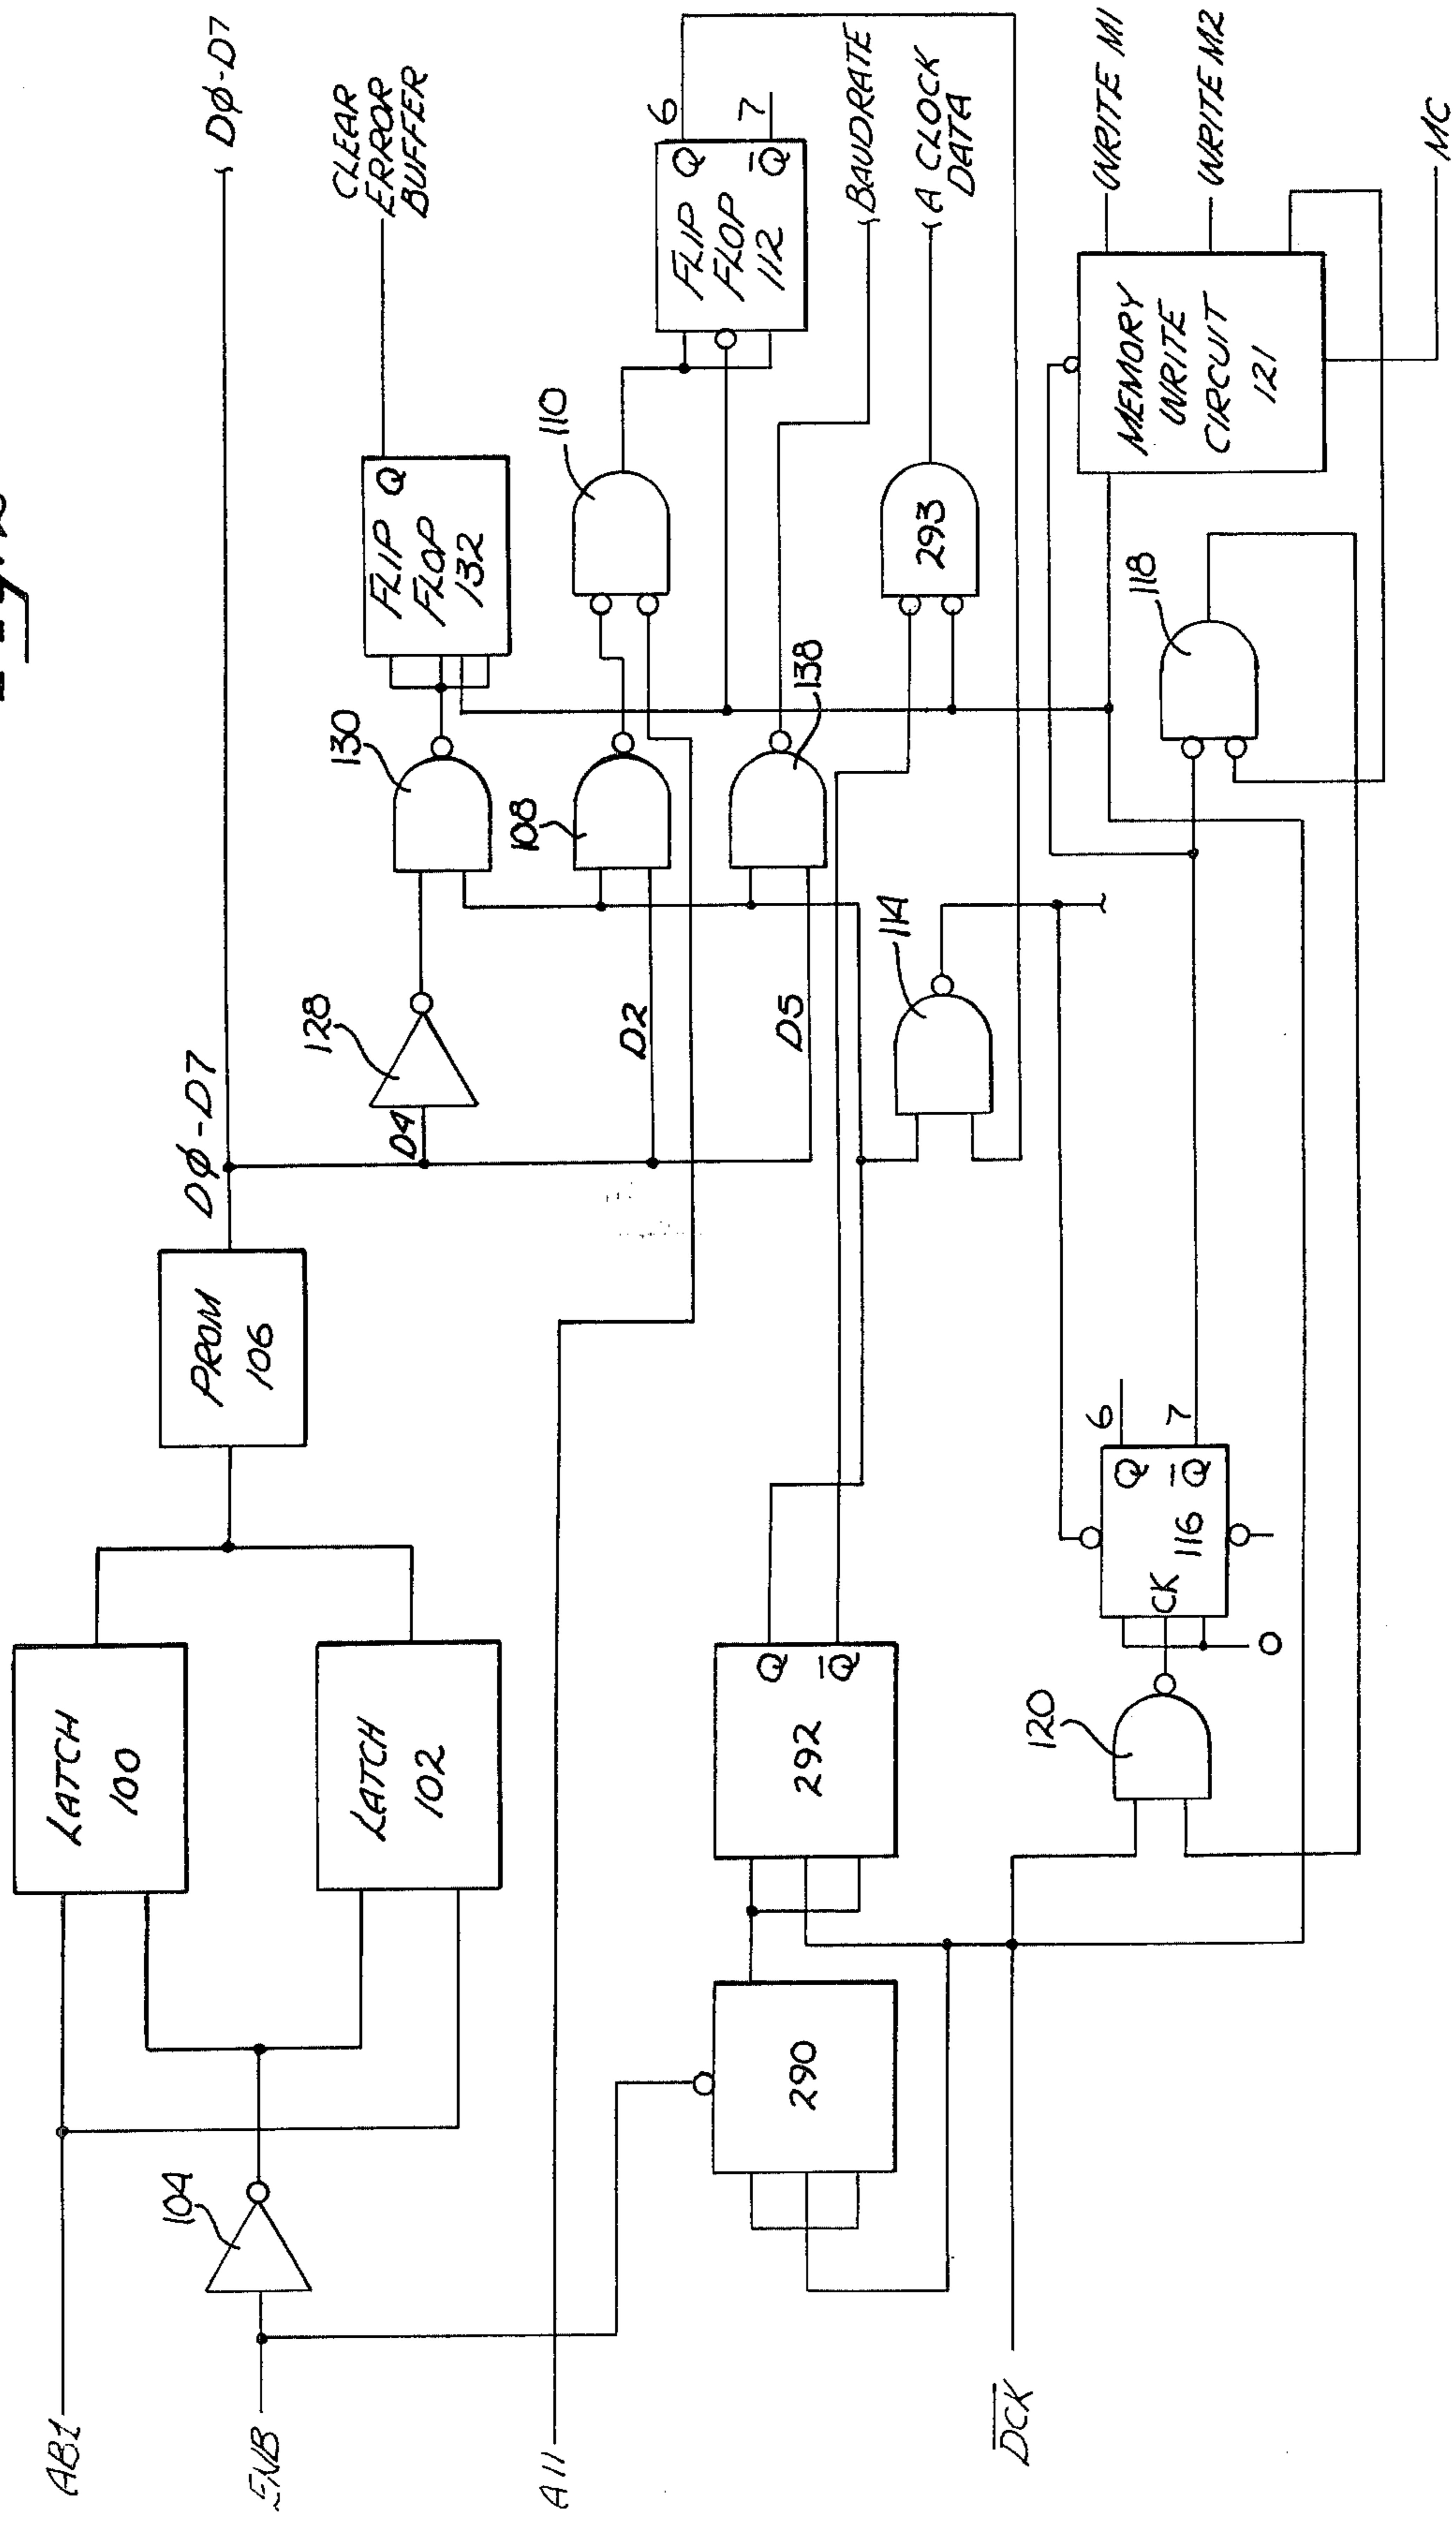 DØ-D7
CLEAR
ERROR
BUFFER
6
7
BAUDRATE
A CLOCK
DATA
WRITE M1
WRITE M2
MC
FLIP
FLOP
132
Q
FLIP
FLOP
112
Q
Q̅
110
293
MEMORY
WRITE
CIRCUIT
121
118
130
108
138
128
D4
D2
D5
114
DØ-D7
PROM
106
6
7
Q
Q̅
CK
116
LATCH
100
LATCH
102
292
Q
Q̅
120
290
104
AB1
ENB
A11
D̅C̅K̅